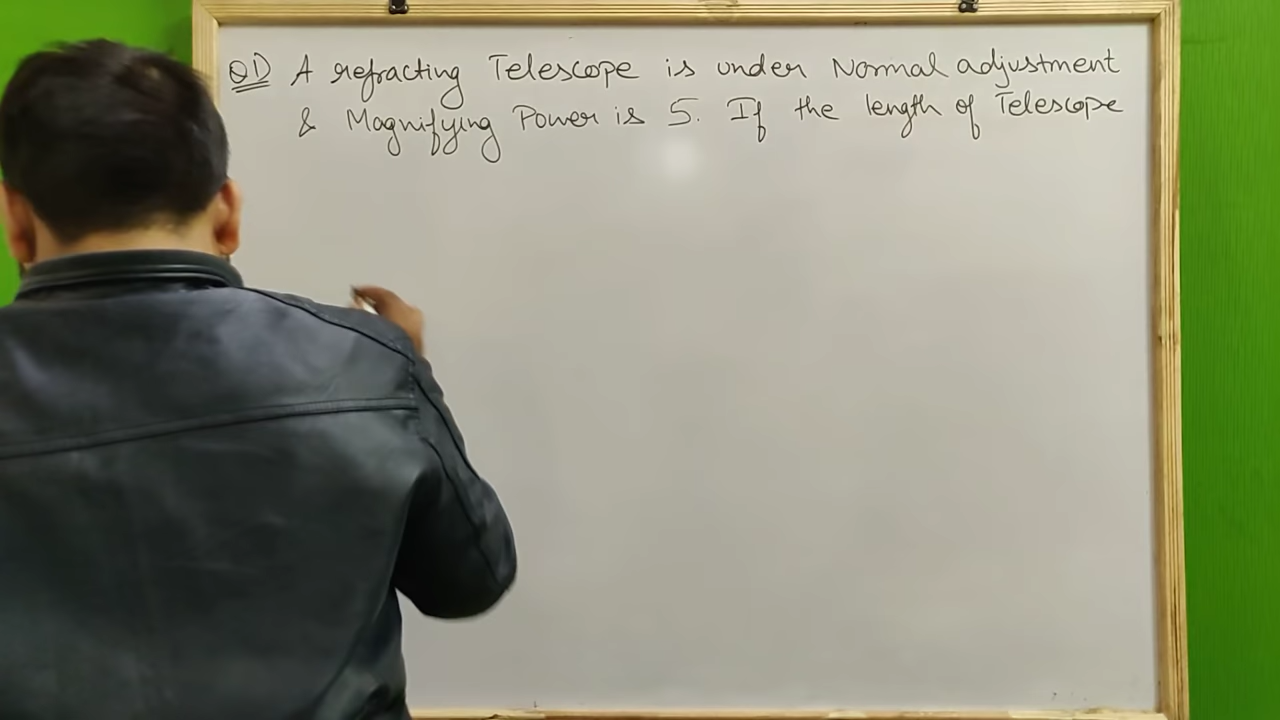 Q1) A refracting Telescope is under Normal adjustment
& Magnifying Power is 5. If the length of Telescope